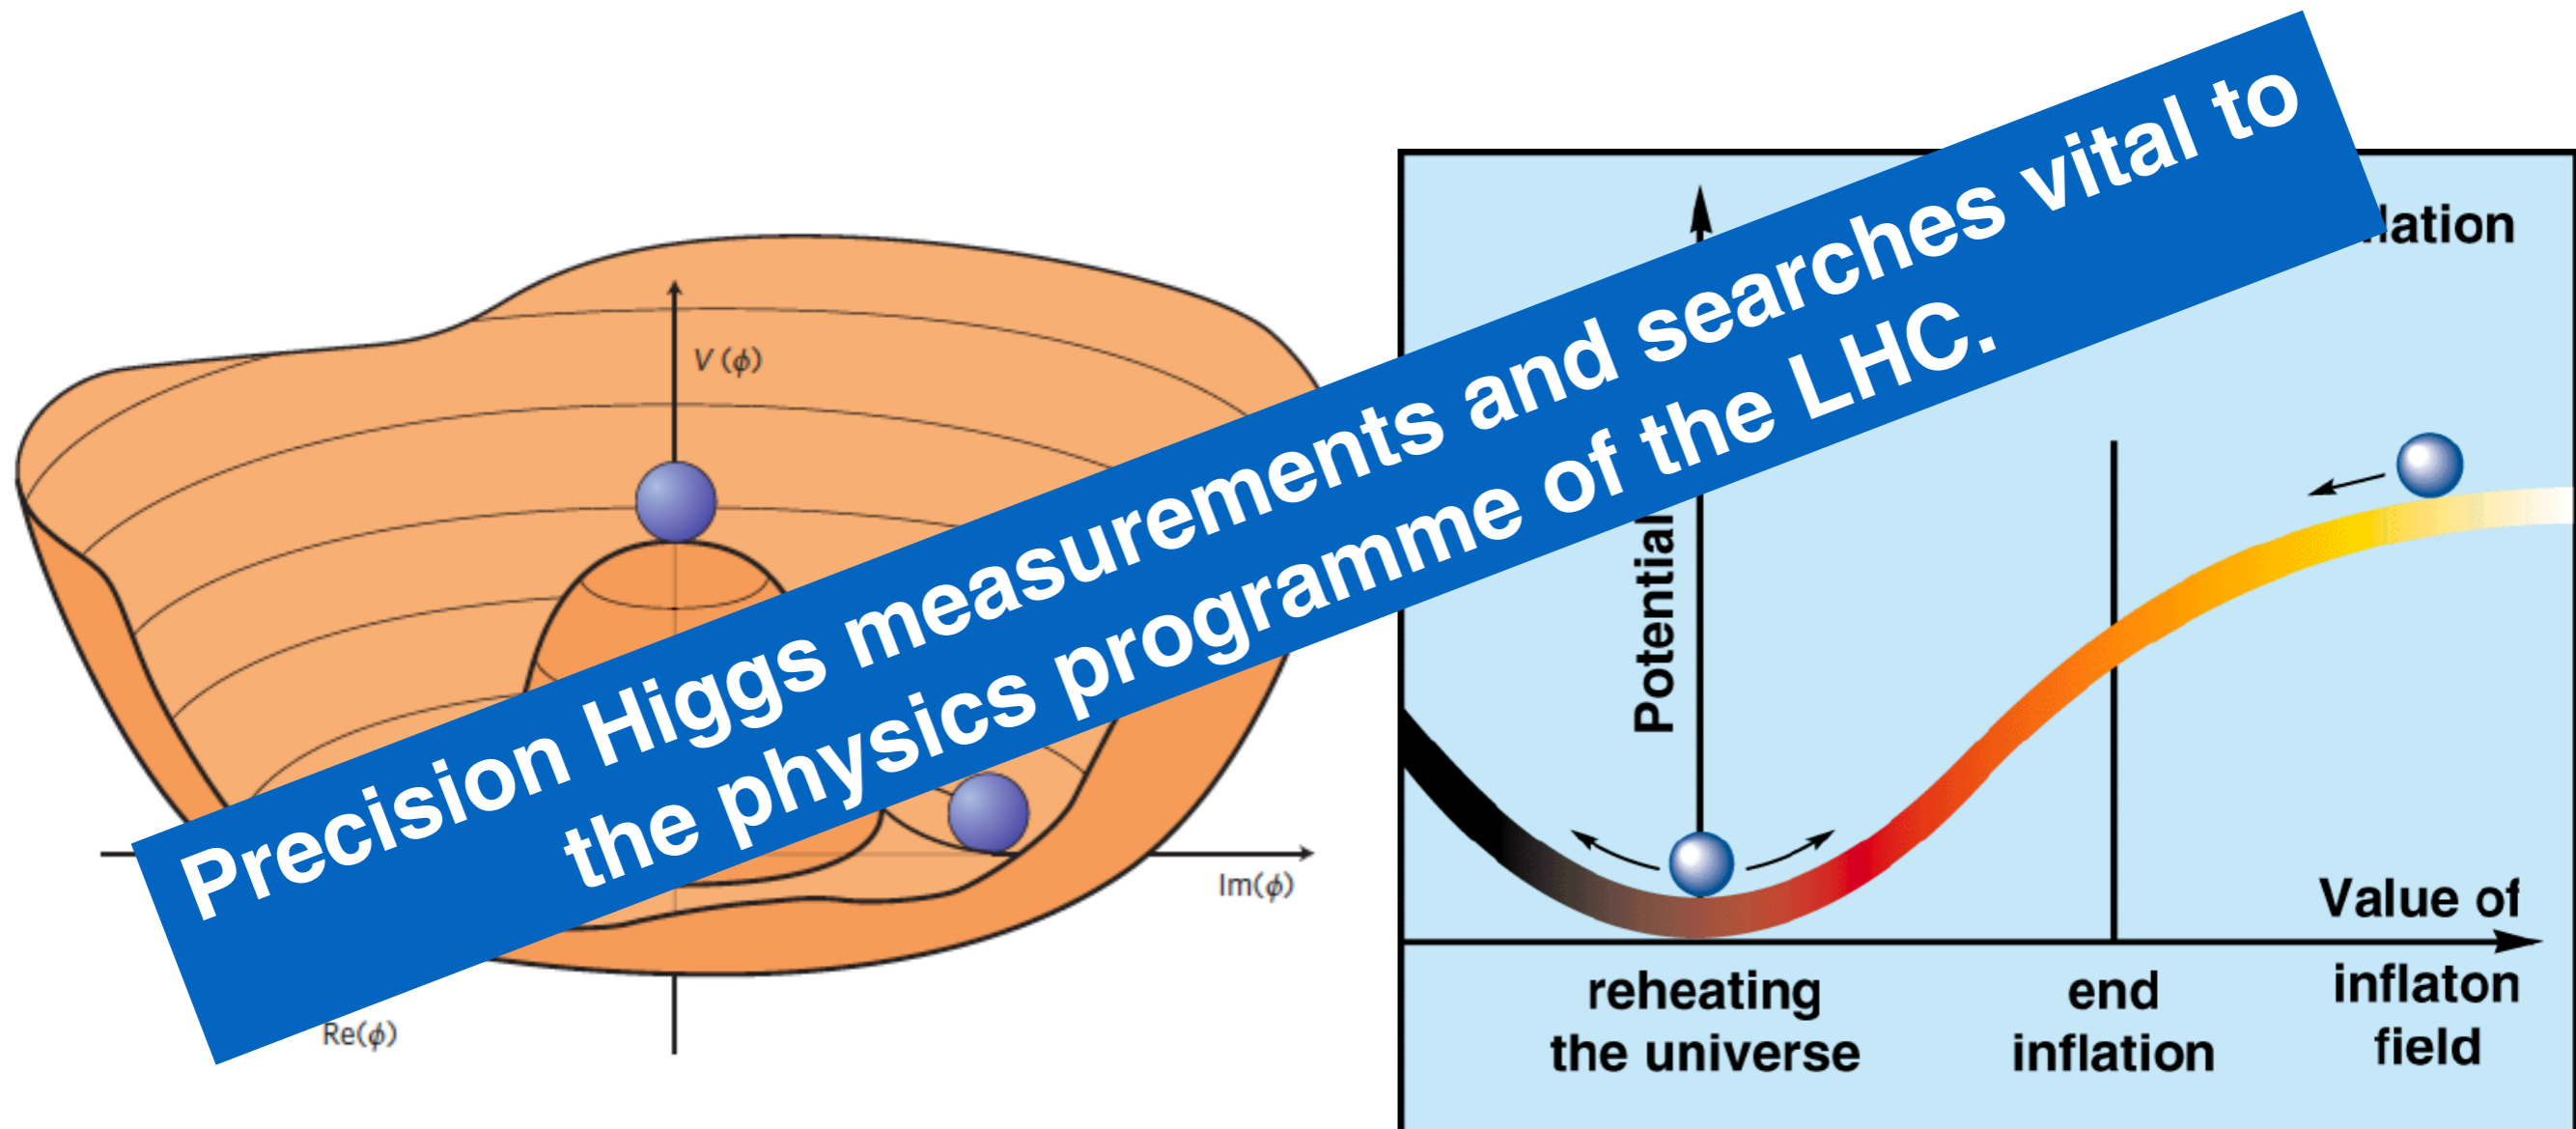 Precision Higgs measurements and searches vital to
the physics programme of the LHC.
V (ϕ)
Im(ϕ)
Re(ϕ)
Potential
Value of
inflaton
field
reheating
the universe
end
inflation